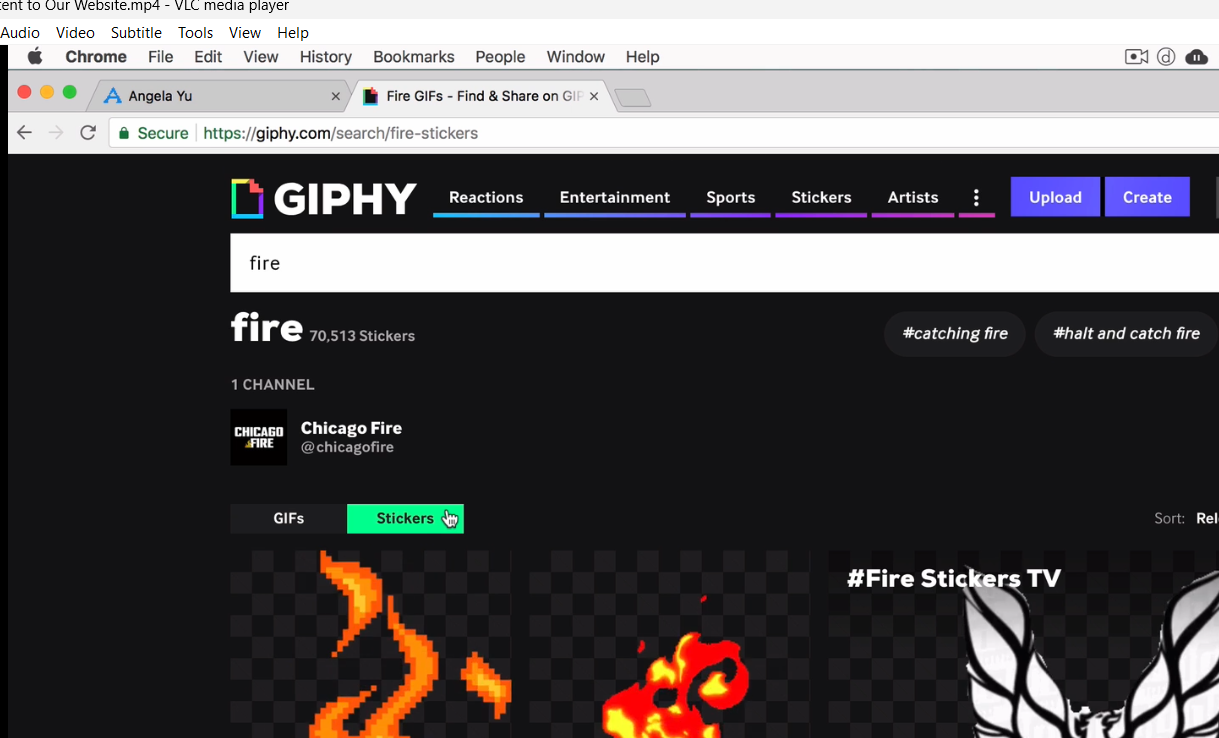 tent to Our Website.mp4 - VLC media player
Audio Video Subtitle Tools View Help
Chrome File Edit View History Bookmarks People Window Help
Angela Yu
Fire GIFs - Find & Share on GIP
Secure https://giphy.com/search/fire-stickers
GIPHY Reactions Entertainment Sports Stickers Artists Upload Create
fire
fire 70,513 Stickers #catching fire #halt and catch fire
1 CHANNEL
CHICAGO FIRE
Chicago Fire
@chicagofire
GIFs Stickers Sort: Rel
#Fire Stickers TV